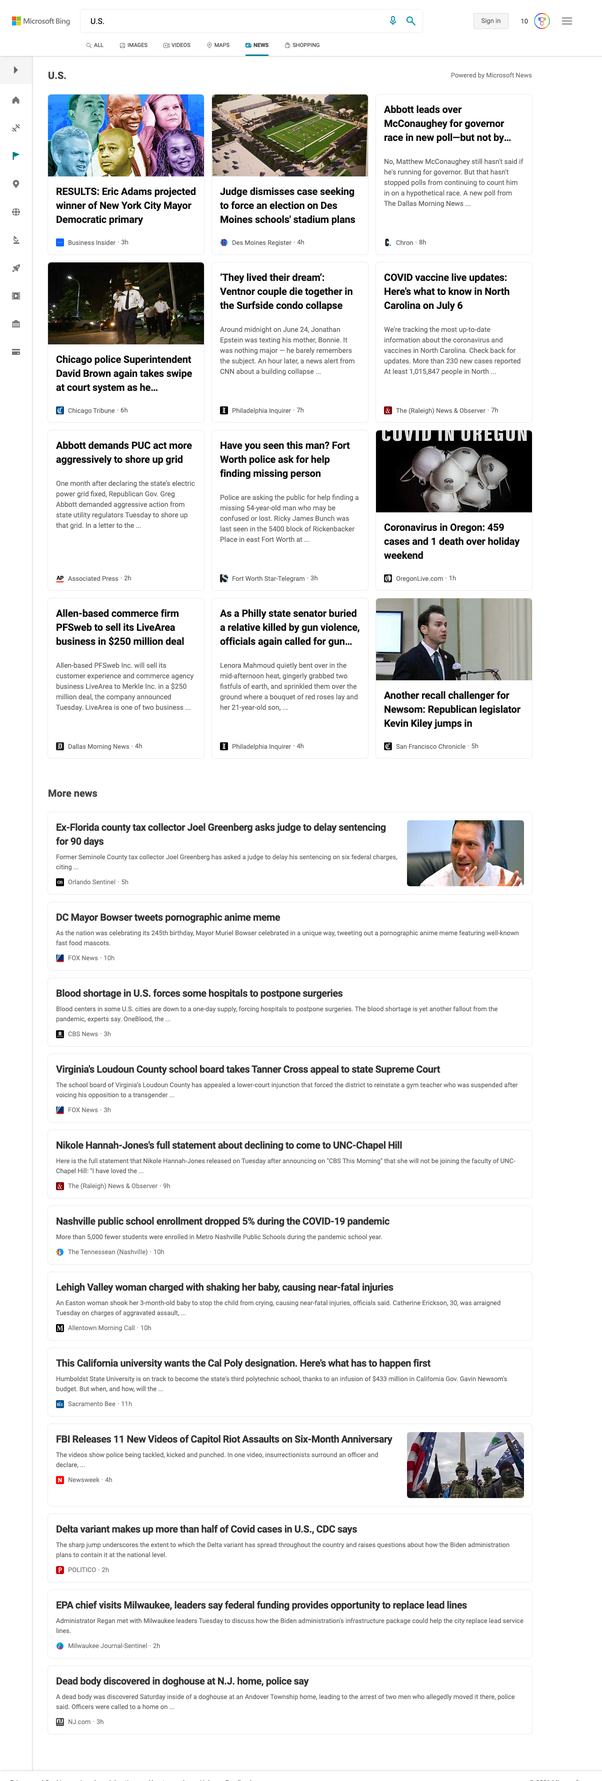 Microsoft Bing
U.S.
Sign in
10
ALL
IMAGES
VIDEOS
MAPS
NEWS
SHOPPING
U.S.
Powered by Microsoft News
RESULTS: Eric Adams projected
winner of New York City Mayor
Democratic primary
Business Insider · 3h
Judge dismisses case seeking
to force an election on Des
Moines schools' stadium plans
Des Moines Register · 4h
Abbott leads over
McConaughey for governor
race in new poll—but not by...
No, Matthew McConaughey still hasn't said if
he's running for governor. But that hasn't
stopped polls from continuing to count him
in on a hypothetical race. A new poll from
The Dallas Morning News ...
Chron · 8h
Chicago police Superintendent
David Brown again takes swipe
at court system as he...
Chicago Tribune · 6h
'They lived their dream':
Ventnor couple die together in
the Surfside condo collapse
Around midnight on June 24, Jonathan
Epstein was texting his mother, Bonnie. It
was nothing major — he barely remembers
the subject. An hour later, a news alert from
CNN about a building collapse ...
Philadelphia Inquirer · 7h
COVID vaccine live updates:
Here's what to know in North
Carolina on July 6
We're tracking the most up-to-date
information about the coronavirus and
vaccines in North Carolina. Check back for
updates. More than 230 new cases reported
At least 1,015,847 people in North ...
The (Raleigh) News & Observer · 7h
Abbott demands PUC act more
aggressively to shore up grid
One month after declaring the state's electric
power grid fixed, Republican Gov. Greg
Abbott demanded aggressive action from
state utility regulators Tuesday to shore up
that grid. In a letter to the ...
AP Associated Press · 2h
Have you seen this man? Fort
Worth police ask for help
finding missing person
Police are asking the public for help finding a
missing 54-year-old man who may be
confused or lost. Ricky James Bunch was
last seen in the 5400 block of Rickenbacker
Place in east Fort Worth at ...
Fort Worth Star-Telegram · 3h
COVID IN OREGON
Coronavirus in Oregon: 459
cases and 1 death over holiday
weekend
OregonLive.com · 1h
Allen-based commerce firm
PFSweb to sell its LiveArea
business in $250 million deal
Allen-based PFSweb Inc. will sell its
customer experience and commerce agency
business LiveArea to Merkle Inc. in a $250
million deal, the company announced
Tuesday. LiveArea is one of two business ...
Dallas Morning News · 4h
As a Philly state senator buried
a relative killed by gun violence,
officials again called for gun...
Lenora Mahmoud quietly bent over in the
mid-afternoon heat, gingerly grabbed two
fistfuls of earth, and sprinkled them over the
ground where a bouquet of red roses lay and
her 21-year-old son, ...
Philadelphia Inquirer · 4h
Another recall challenger for
Newsom: Republican legislator
Kevin Kiley jumps in
San Francisco Chronicle · 5h
More news
Ex-Florida county tax collector Joel Greenberg asks judge to delay sentencing
for 90 days
Former Seminole County tax collector Joel Greenberg has asked a judge to delay his sentencing on six federal charges,
citing ...
Orlando Sentinel · 5h
DC Mayor Bowser tweets pornographic anime meme
As the nation was celebrating its 245th birthday, Mayor Muriel Bowser celebrated in a unique way, tweeting out a pornographic anime meme featuring well-known
fast food mascots.
FOX News · 10h
Blood shortage in U.S. forces some hospitals to postpone surgeries
Blood centers in some U.S. cities are down to a one-day supply, forcing hospitals to postpone surgeries. The blood shortage is yet another fallout from the
pandemic, experts say. OneBlood, the ...
CBS News · 3h
Virginia's Loudoun County school board takes Tanner Cross appeal to state Supreme Court
The school board of Virginia's Loudoun County has appealed a lower-court injunction that forced the district to reinstate a gym teacher who was suspended after
voicing his opposition to a transgender ...
FOX News · 3h
Nikole Hannah-Jones's full statement about declining to come to UNC-Chapel Hill
Here is the full statement that Nikole Hannah-Jones released on Tuesday after announcing on "CBS This Morning" that she will not be joining the faculty of UNC-
Chapel Hill: "I have loved the ...
The (Raleigh) News & Observer · 9h
Nashville public school enrollment dropped 5% during the COVID-19 pandemic
More than 5,000 fewer students were enrolled in Metro Nashville Public Schools during the pandemic school year.
The Tennessean (Nashville) · 10h
Lehigh Valley woman charged with shaking her baby, causing near-fatal injuries
An Easton woman shook her 3-month-old baby to stop the child from crying, causing near-fatal injuries, officials said. Catherine Erickson, 30, was arraigned
Tuesday on charges of aggravated assault, ...
Allentown Morning Call · 10h
This California university wants the Cal Poly designation. Here's what has to happen first
Humboldt State University is on track to become the state's third polytechnic school, thanks to an infusion of $433 million in California Gov. Gavin Newsom's
budget. But when, and how, will the ...
Sacramento Bee · 11h
FBI Releases 11 New Videos of Capitol Riot Assaults on Six-Month Anniversary
The videos show police being tackled, kicked and punched. In one video, insurrectionists surround an officer and
declare, ...
Newsweek · 4h
Delta variant makes up more than half of Covid cases in U.S., CDC says
The sharp jump underscores the extent to which the Delta variant has spread throughout the country and raises questions about how the Biden administration
plans to contain it at the national level.
POLITICO · 2h
EPA chief visits Milwaukee, leaders say federal funding provides opportunity to replace lead lines
Administrator Regan met with Milwaukee leaders Tuesday to discuss how the Biden administration's infrastructure package could help the city replace lead service
lines.
Milwaukee Journal-Sentinel · 2h
Dead body discovered in doghouse at N.J. home, police say
A dead body was discovered Saturday inside of a doghouse at an Andover Township home, leading to the arrest of two men who allegedly moved it there, police
said. Officers were called to a home on ...
NJ.com · 3h